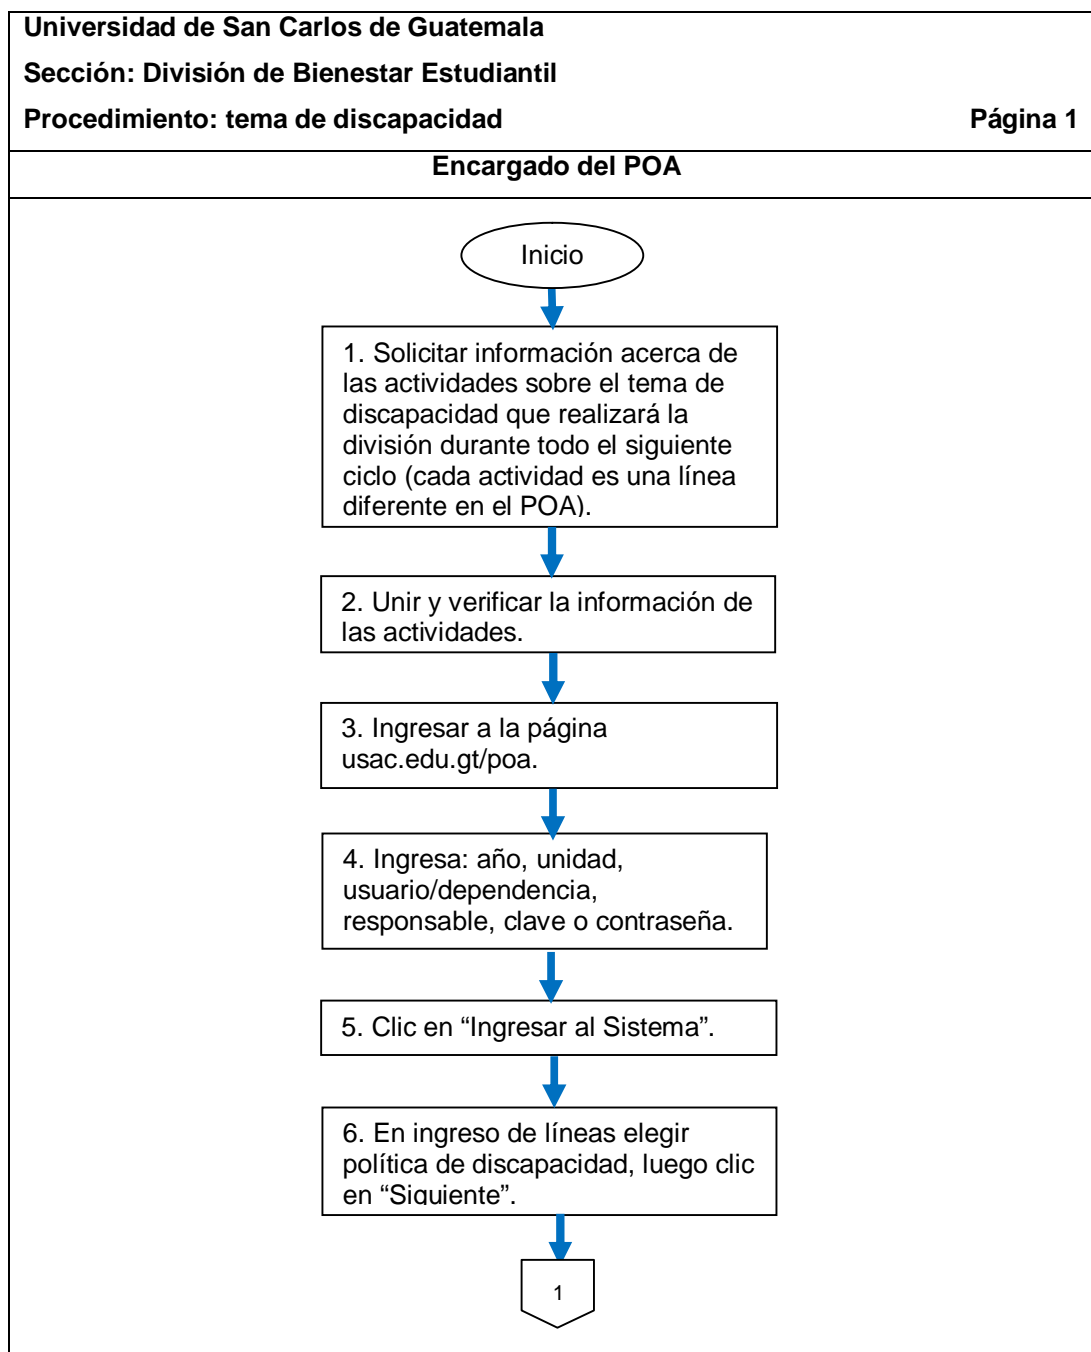 Universidad de San Carlos de Guatemala
Sección: División de Bienestar Estudiantil
Procedimiento: tema de discapacidad Página 1
Encargado del POA
Inicio
1. Solicitar información acerca de
las actividades sobre el tema de
discapacidad que realizará la
división durante todo el siguiente
ciclo (cada actividad es una línea
diferente en el POA).
2. Unir y verificar la información de
las actividades.
3. Ingresar a la página
usac.edu.gt/poa.
4. Ingresa: año, unidad,
usuario/dependencia,
responsable, clave o contraseña.
5. Clic en “Ingresar al Sistema”.
6. En ingreso de líneas elegir
política de discapacidad, luego clic
en “Siguiente”.
1